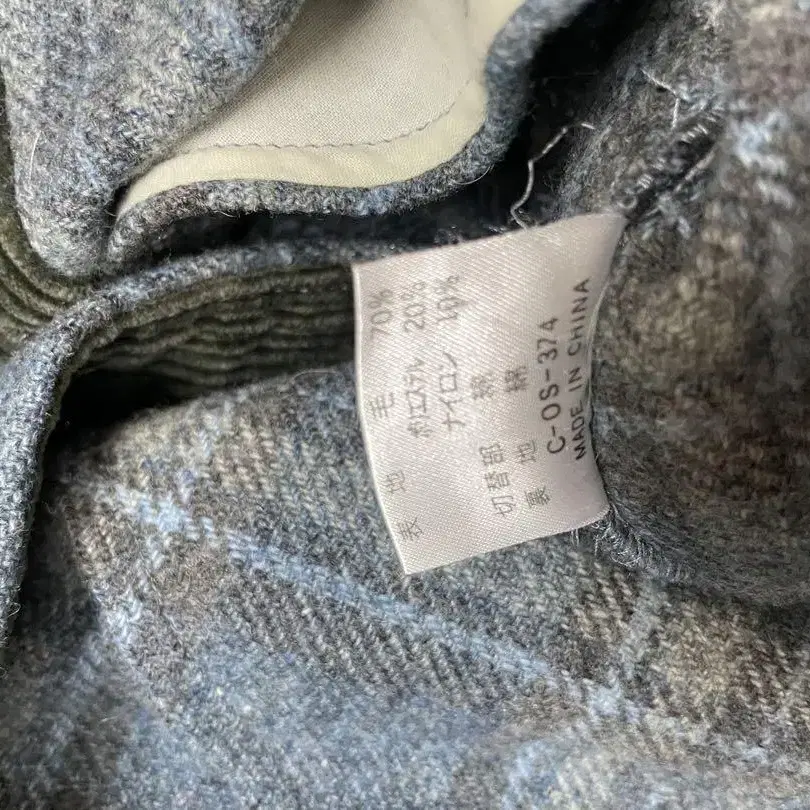 表地 毛 70%
ポリエステル 20%
ナイロン 10%
切替部 綿
裏地 綿
C-OS-374
MADE IN CHINA